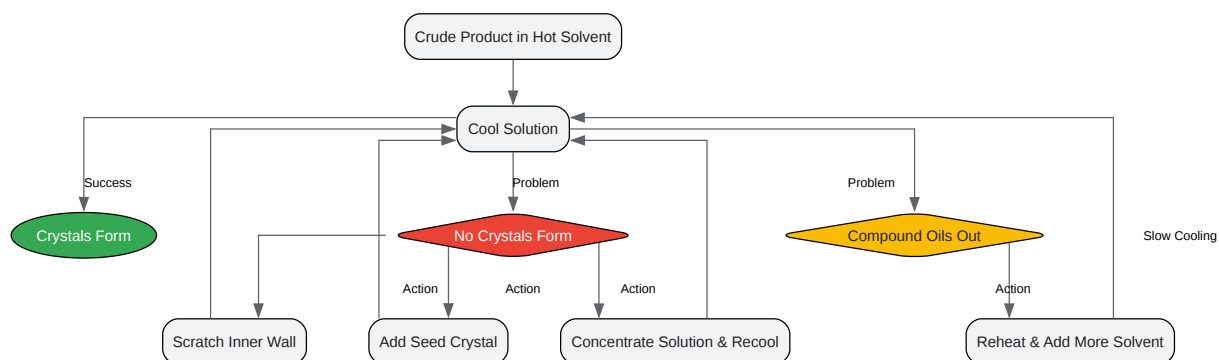 Crude Product in Hot Solvent
Cool Solution
Success
Problem
Problem
Crystals Form
No Crystals Form
Compound Oils Out
Slow Cooling
Action
Action
Action
Action
Scratch Inner Wall
Add Seed Crystal
Concentrate Solution & Recool
Reheat & Add More Solvent